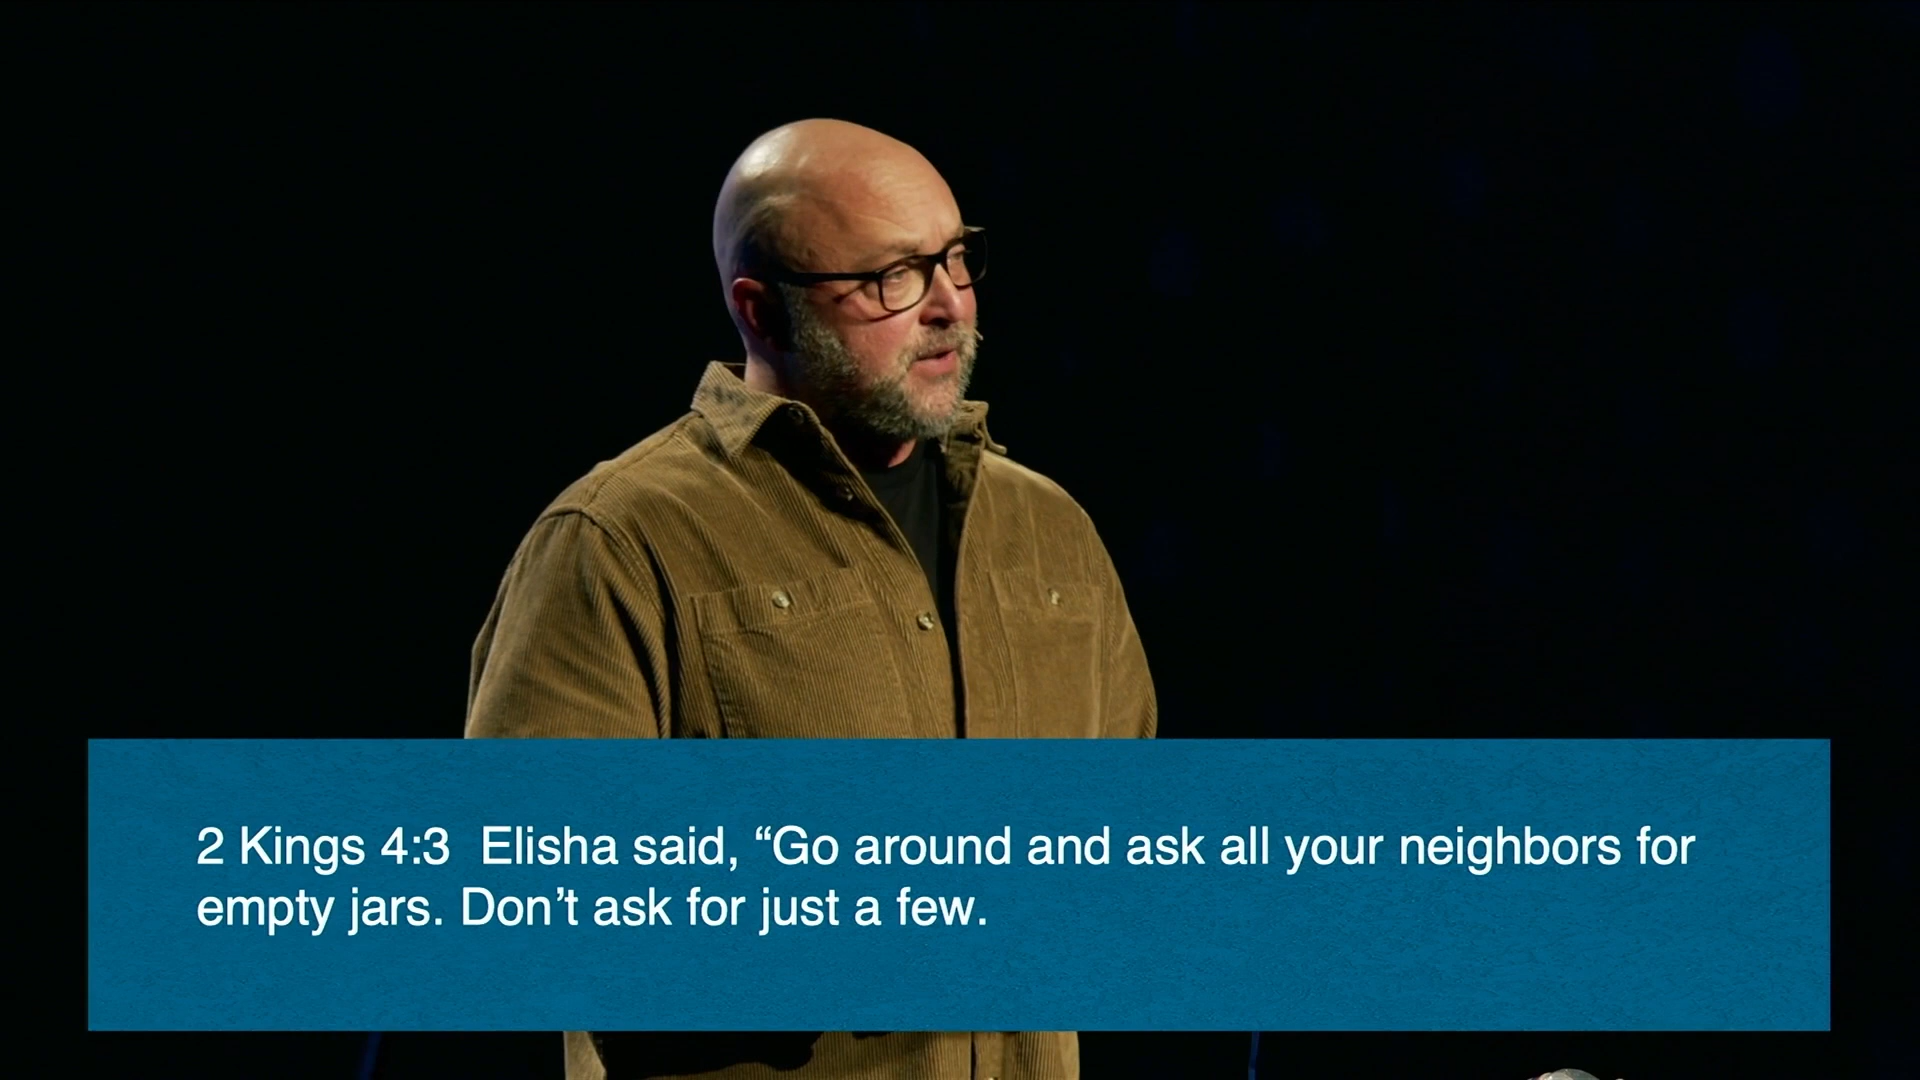 2 Kings 4:3  Elisha said, “Go around and ask all your neighbors for
empty jars. Don’t ask for just a few.